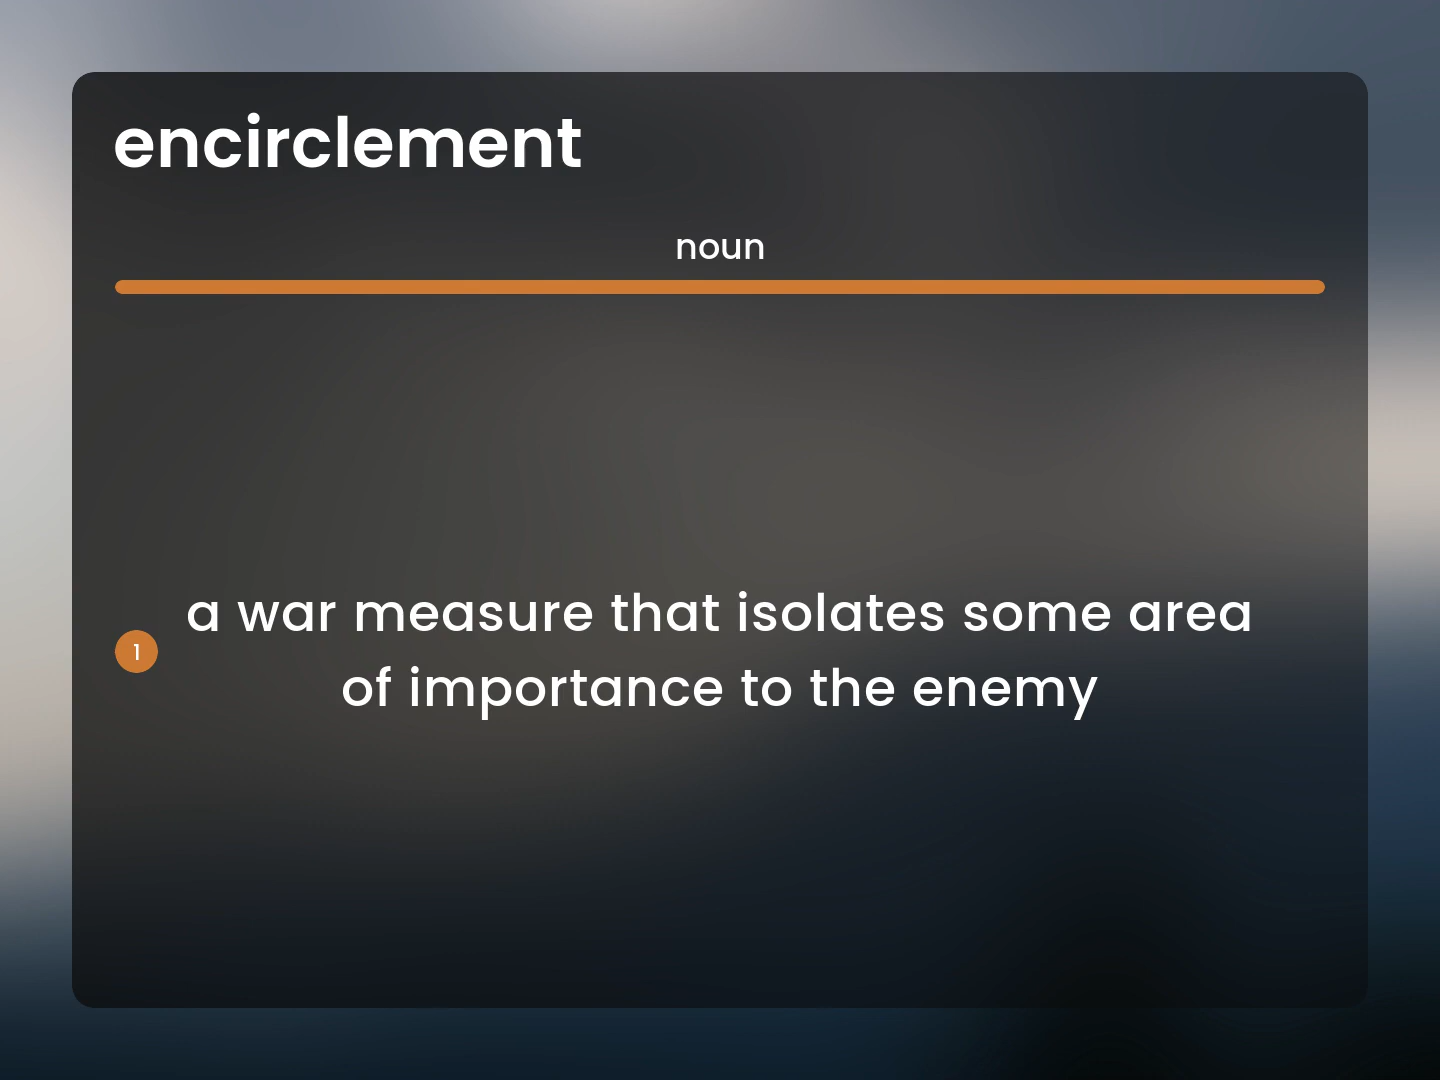 encirclement
noun
1
a war measure that isolates some area
of importance to the enemy